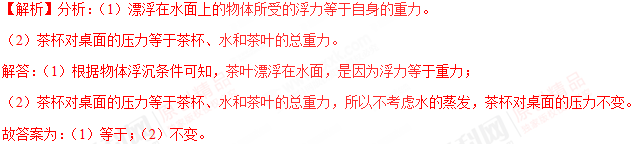 【解析】分析：（1）漂浮在水面上的物体所受的浮力等于自身的重力。
（2）茶杯对桌面的压力等于茶杯、水和茶叶的总重力。
解答：（1）根据物体浮沉条件可知，茶叶漂浮在水面，是因为浮力等于重力；
（2）茶杯对桌面的压力等于茶杯、水和茶叶的总重力，所以不考虑水的蒸发，茶杯对桌面的压力不变。
故答案为：（1）等于；（2）不变。